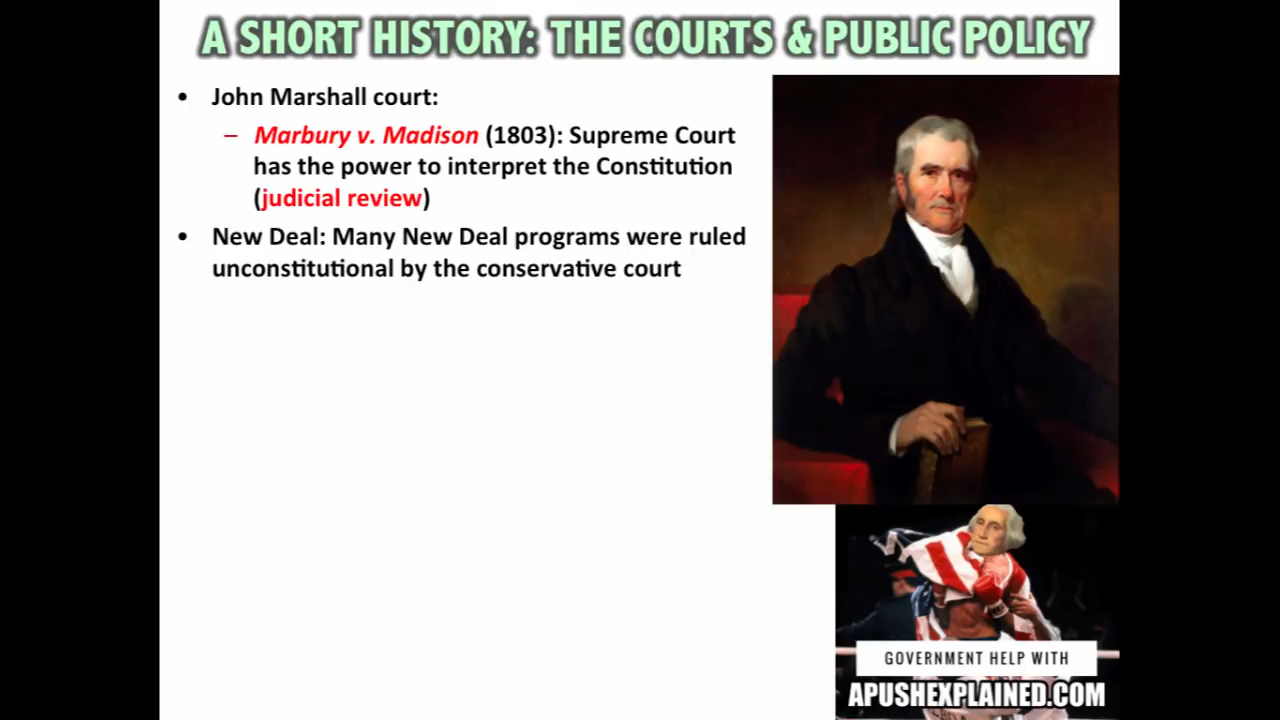 A SHORT HISTORY: THE COURTS & PUBLIC POLICY
• John Marshall court:
– Marbury v. Madison (1803): Supreme Court
has the power to interpret the Constitution
(judicial review)
• New Deal: Many New Deal programs were ruled
unconstitutional by the conservative court
GOVERNMENT HELP WITH
APUSHEXPLAINED.COM